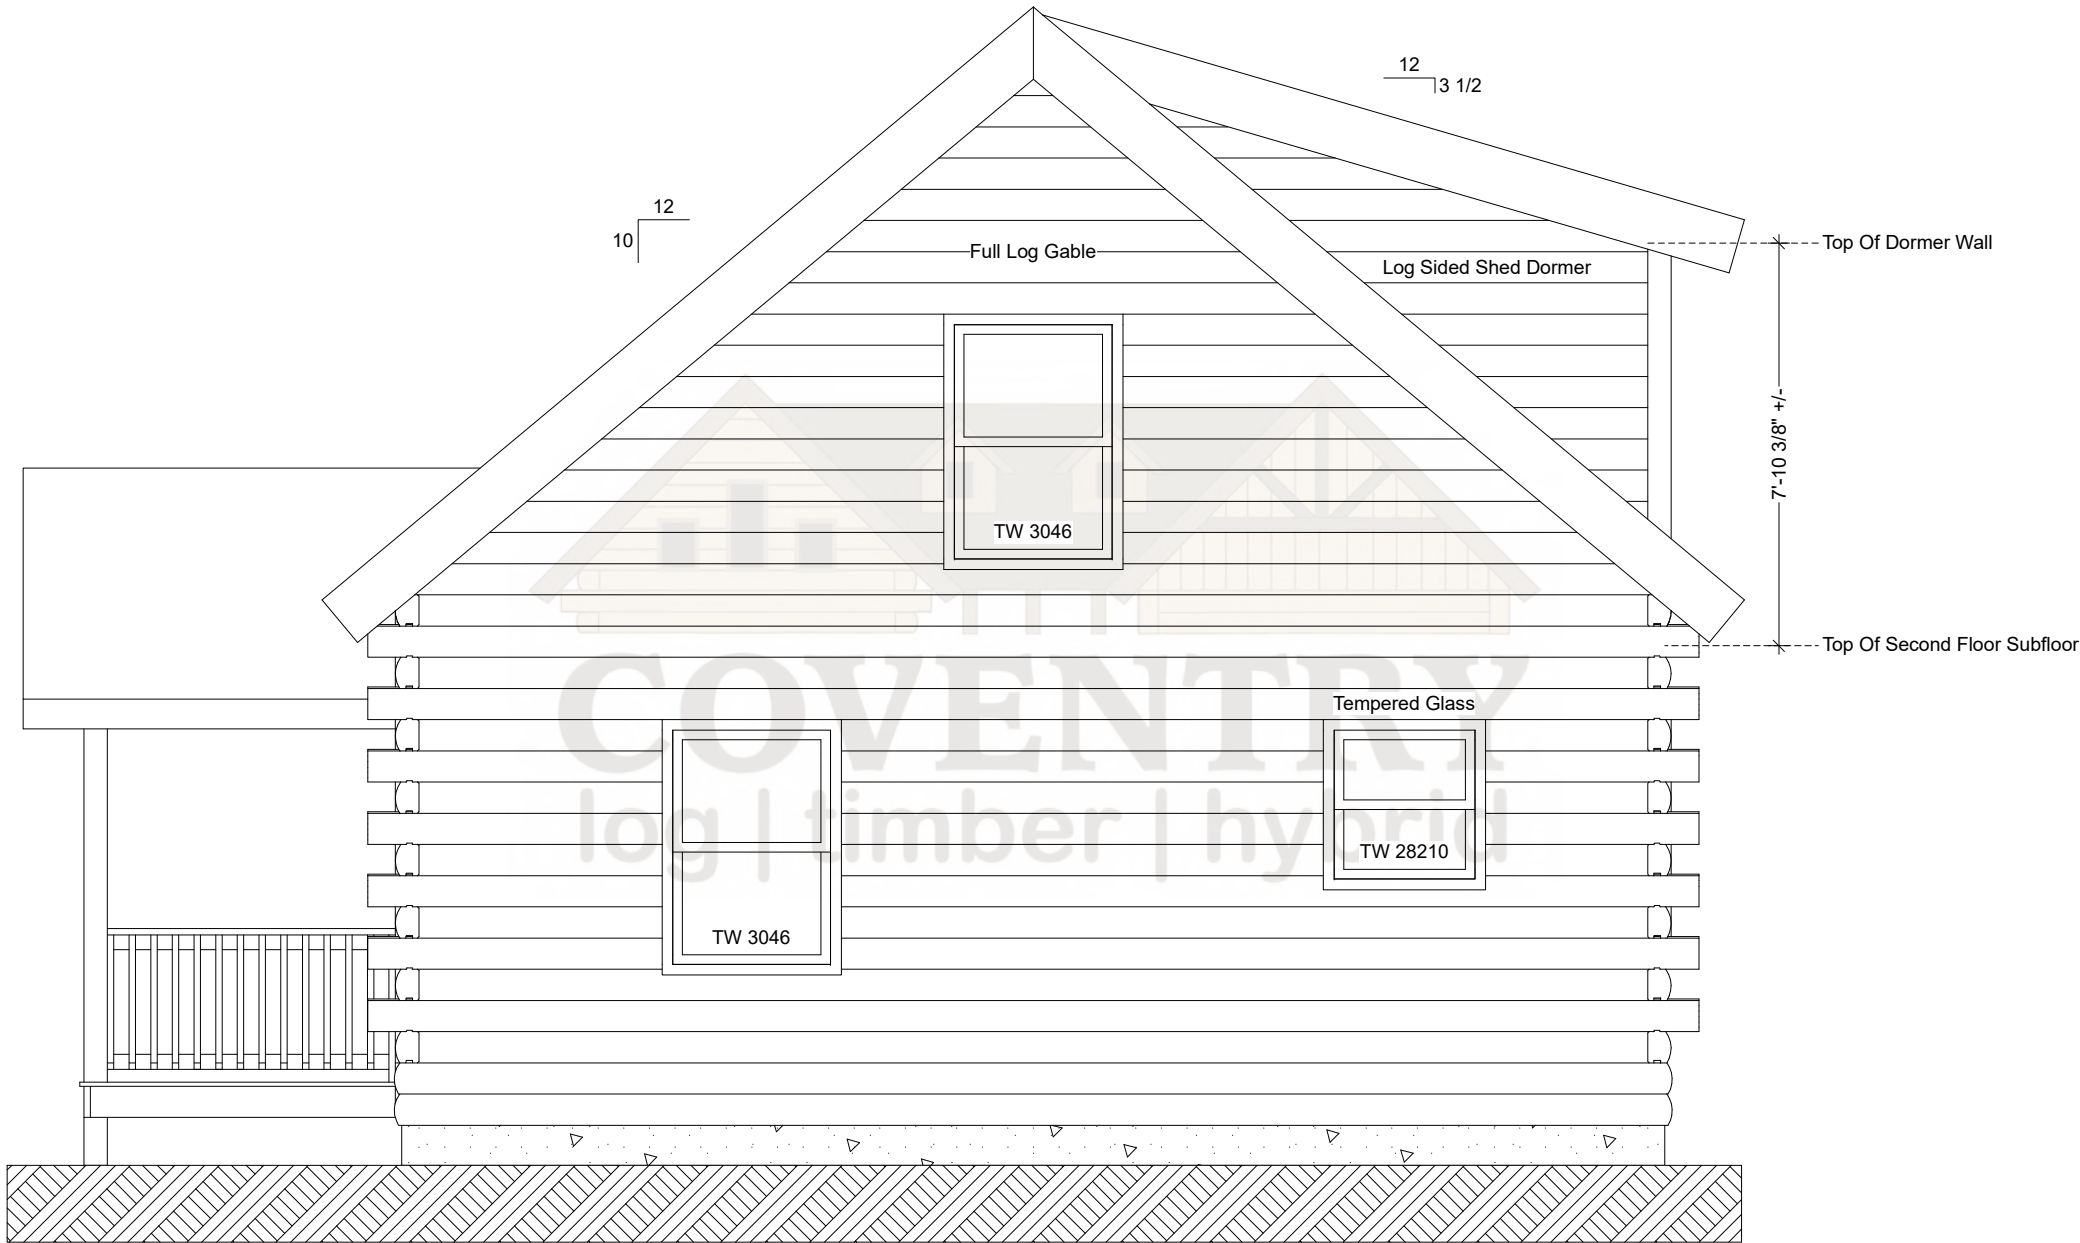 12
3 1/2
12
10
Full Log Gable
Top Of Dormer Wall
Log Sided Shed Dormer
7'-10 3/8" +/-
TW 3046
Top Of Second Floor Subfloor
COVENTRY
Tempered Glass
log | timber | hybrid
TW 28210
TW 3046